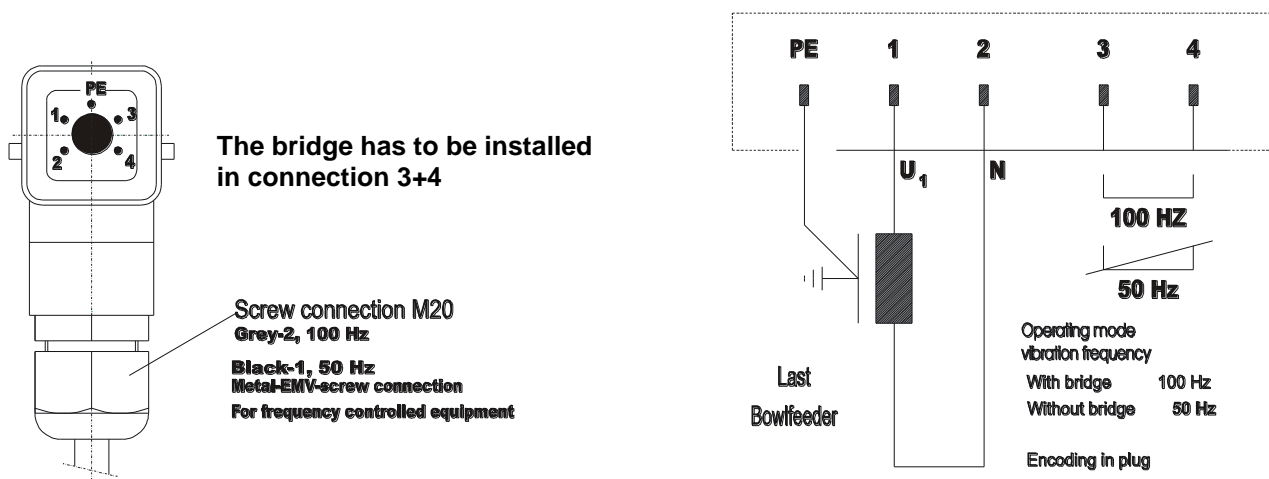 PE
1
3
2
4
The bridge has to be installed
in connection 3+4
Screw connection M20
Grey-2, 100 Hz
Black-1, 50 Hz
Metal-EMV-screw connection
For frequency controlled equipment
PE 1 2 3 4
U1 N
100 HZ
50 Hz
Last
Bowlfeeder
Operating mode
vibration frequency
With bridge 100 Hz
Without bridge 50 Hz
Encoding in plug